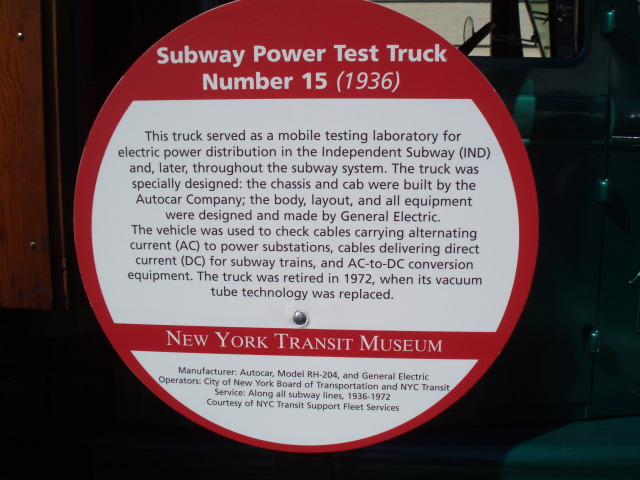 Subway Power Test Truck
Number 15 (1936)
This truck served as a mobile testing laboratory for
electric power distribution in the Independent Subway (IND)
and, later, throughout the subway system. The truck was
specially designed: the chassis and cab were built by the
Autocar Company; the body, layout, and all equipment
were designed and made by General Electric.
The vehicle was used to check cables carrying alternating
current (AC) to power substations, cables delivering direct
current (DC) for subway trains, and AC-to-DC conversion
equipment. The truck was retired in 1972, when its vacuum
tube technology was replaced.
NEW YORK TRANSIT MUSEUM
Manufacturer: Autocar, Model RH-204, and General Electric
Operators: City of New York Board of Transportation and NYC Transit
Service: Along all subway lines, 1936-1972
Courtesy of NYC Transit Support Fleet Services